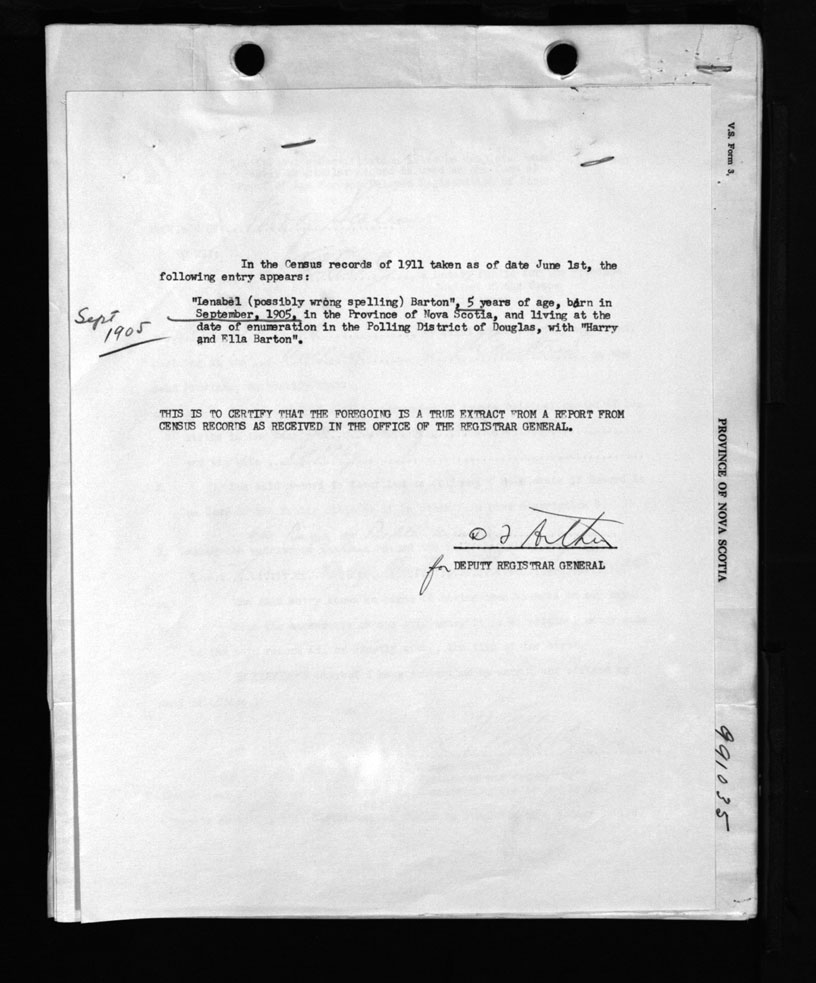 V.S. Form 3.
In the Census records of 1911 taken as of date June 1st, the
following entry appears:
"Lenabel (possibly wrong spelling) Barton", 5 years of age, born in
September, 1905, in the Province of Nova Scotia, and living at the
date of enumeration in the Polling District of Douglas, with "Harry
and Ella Barton".
Sept
1905
THIS IS TO CERTIFY THAT THE FOREGOING IS A TRUE EXTRACT FROM A REPORT FROM
CENSUS RECORDS AS RECEIVED IN THE OFFICE OF THE REGISTRAR GENERAL.
for DEPUTY REGISTRAR GENERAL
PROVINCE OF NOVA SCOTIA
991035